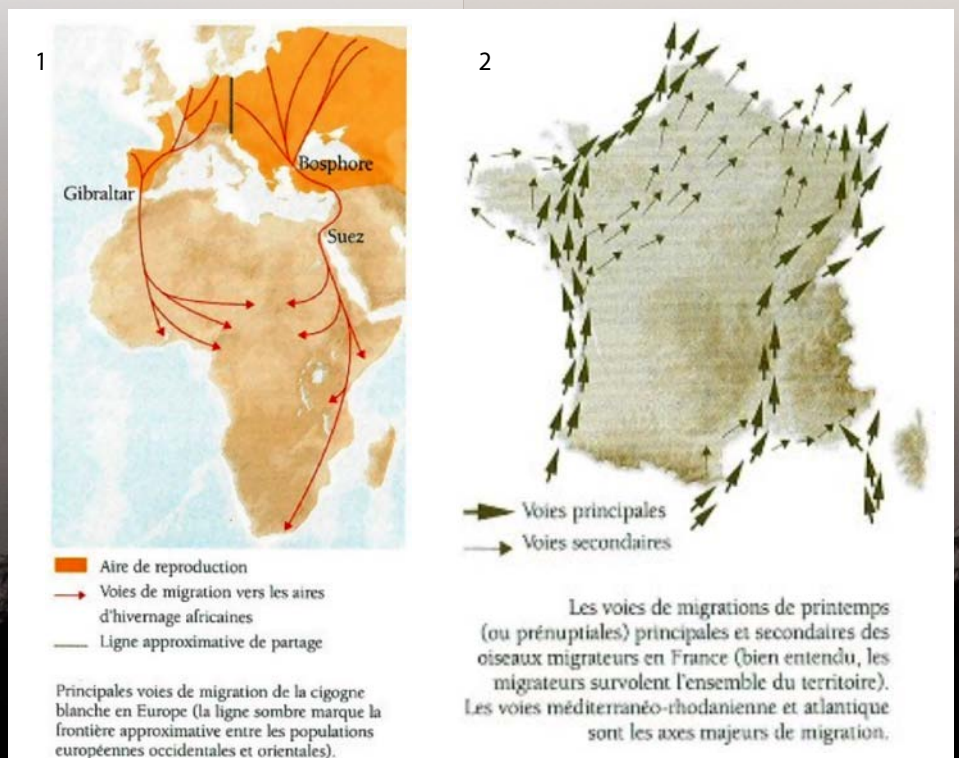 1
Bosphore
Gibraltar
Suez
Aire de reproduction
Voies de migration vers les aires
d'hivernage africaines
Ligne approximative de partage
Principales voies de migration de la cigogne
blanche en Europe (la ligne sombre marque la
frontière approximative entre les populations
européennes occidentales et orientales).
2
Voies principales
Voies secondaires
Les voies de migrations de printemps
(ou prénuptiales) principales et secondaires des
oiseaux migrateurs en France (bien entendu, les
migrateurs survolent l'ensemble du territoire).
Les voies méditerranéo-rhodanienne et atlantique
sont les axes majeurs de migration.